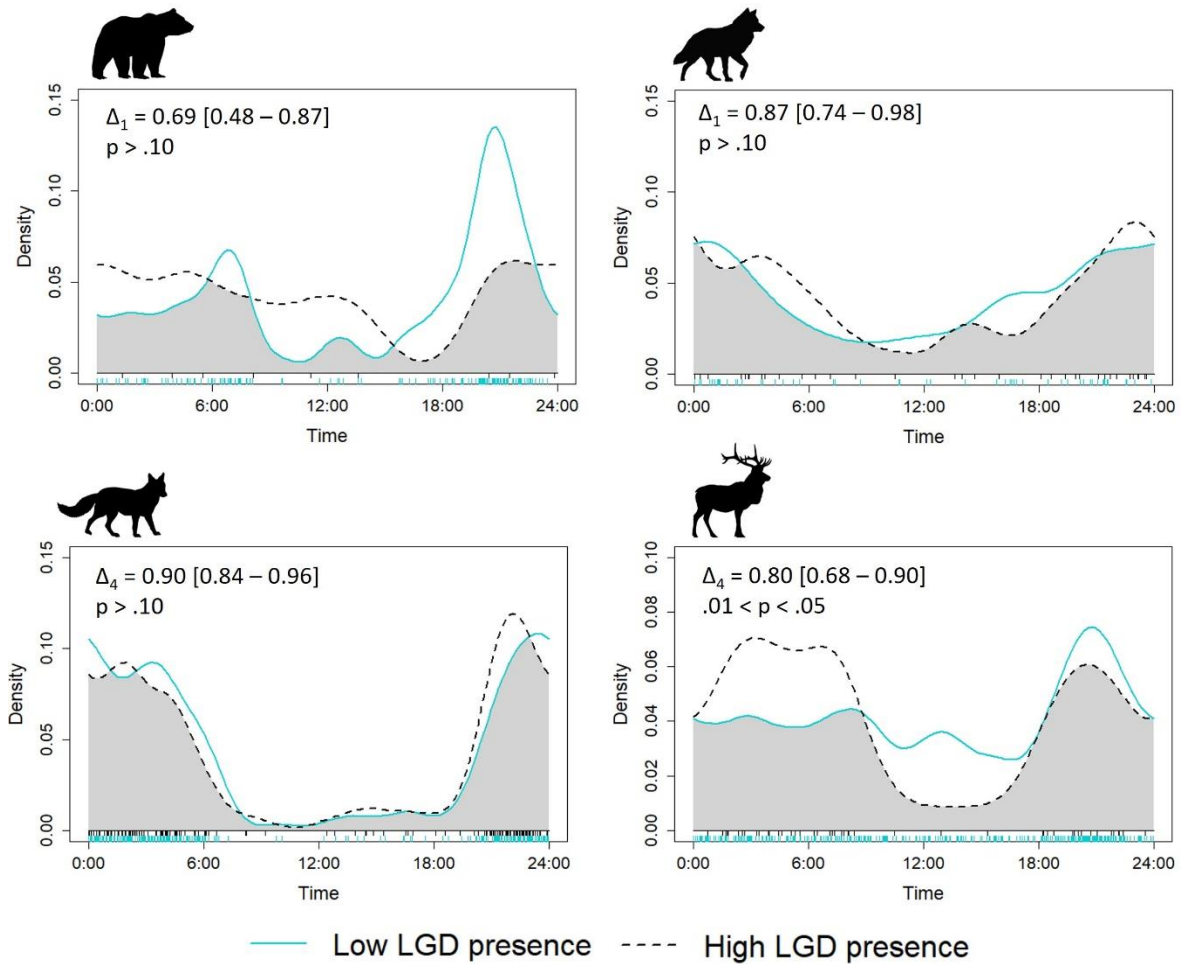 Δ₁ = 0.69 [0.48 – 0.87]
p > .10
Density
0.15
0.10
0.05
0.00
0:00 6:00 12:00 18:00 24:00
Time
Δ₁ = 0.87 [0.74 – 0.98]
p > .10
Density
0.15
0.10
0.05
0.00
0:00 6:00 12:00 18:00 24:00
Time
Δ₄ = 0.90 [0.84 – 0.96]
p > .10
Density
0.15
0.10
0.05
0.00
0:00 6:00 12:00 18:00 24:00
Time
Δ₄ = 0.80 [0.68 – 0.90]
.01 < p < .05
Density
0.10
0.08
0.06
0.04
0.02
0.00
0:00 6:00 12:00 18:00 24:00
Time
Low LGD presence High LGD presence